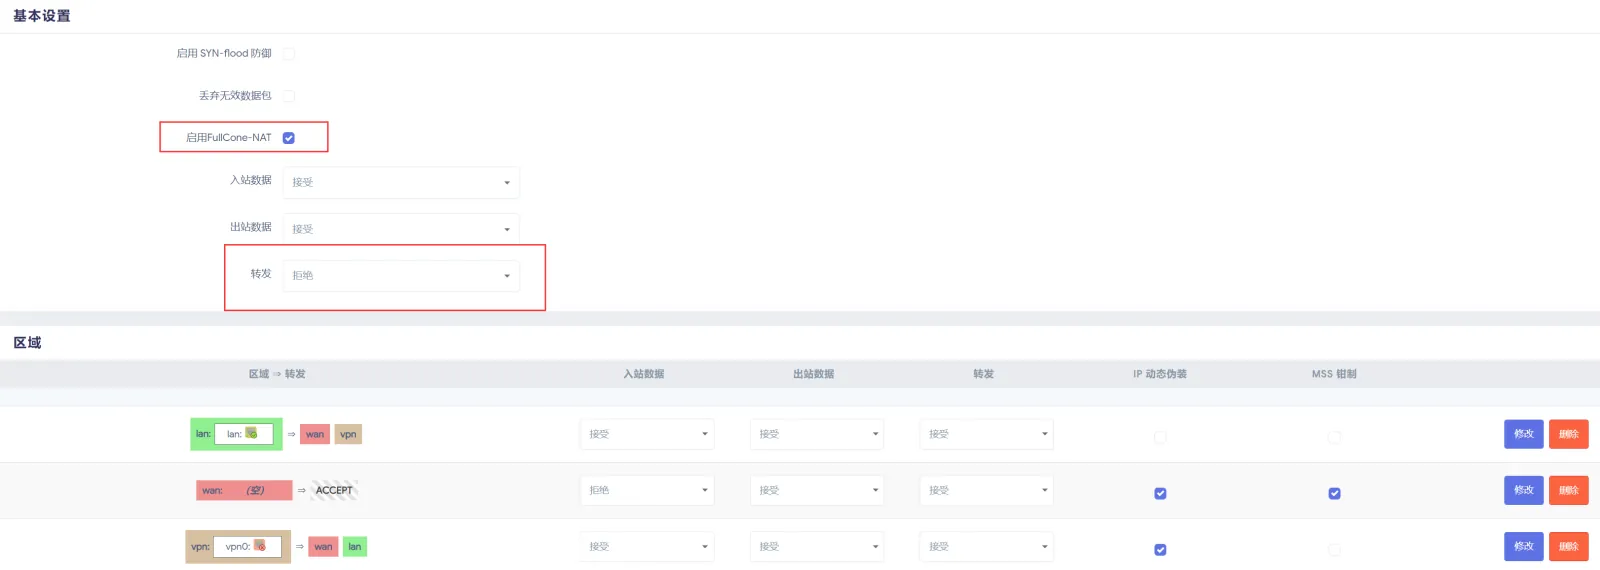 基本设置
启用 SYN-flood 防御
丢弃无效数据包
启用FullCone-NAT
入站数据 接受
出站数据 接受
转发 拒绝
区域
区域 ⇒ 转发 入站数据 出站数据 转发 IP 动态伪装 MSS 钳制
lan: lan: ⇒ wan vpn 接受 接受 接受 修改 删除
wan: (空) ⇒ ACCEPT 拒绝 接受 接受 修改 删除
vpn: vpn0: ⇒ wan lan 接受 接受 接受 修改 删除